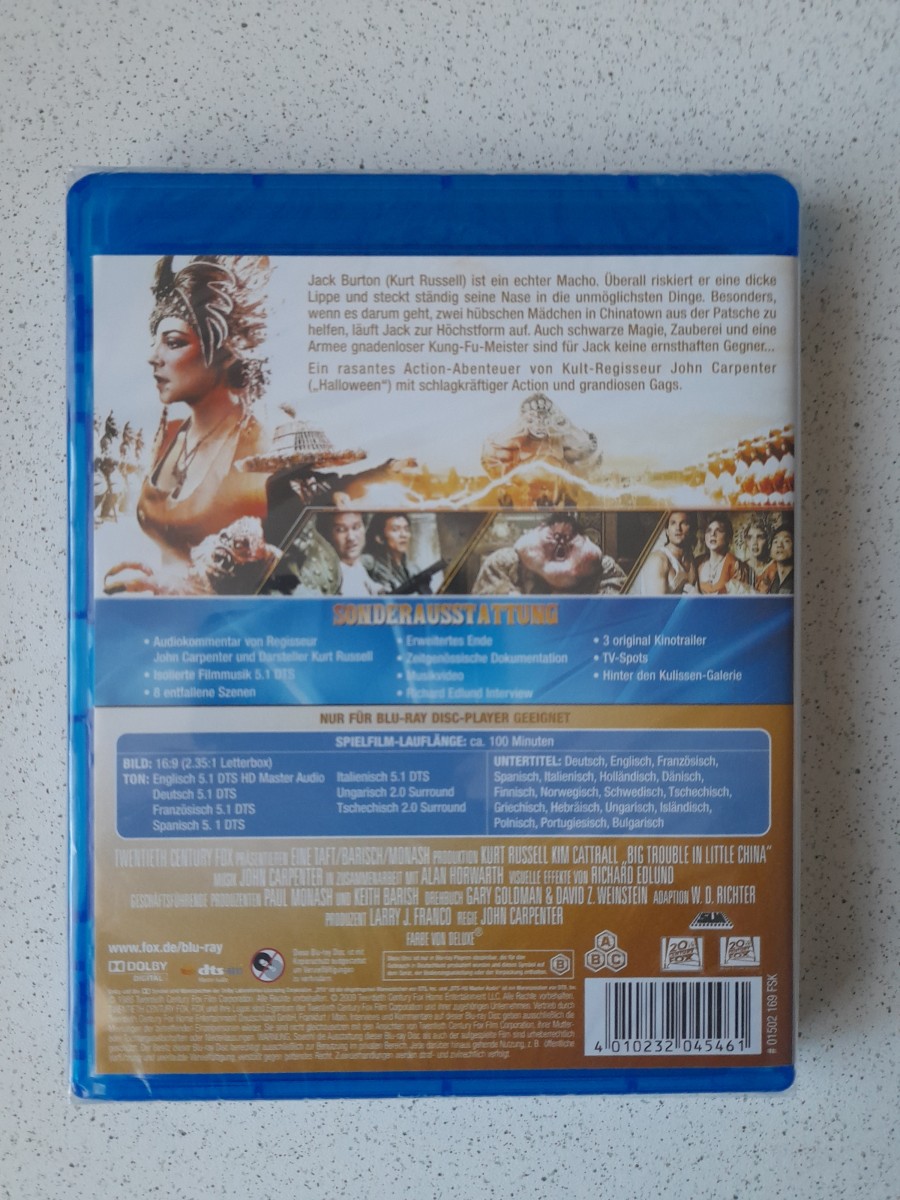 Jack Burton (Kurt Russell) ist ein echter Macho. Überall riskiert er eine dicke
Lippe und steckt ständig seine Nase in die unmöglichsten Dinge. Besonders,
wenn es darum geht, zwei hübschen Mädchen in Chinatown aus der Patsche zu
helfen, läuft Jack zur Höchstform auf. Auch schwarze Magie, Zauberei und eine
Armee gnadenloser Kung-Fu-Meister sind für Jack keine ernsthaften Gegner...
Ein rasantes Action-Abenteuer von Kult-Regisseur John Carpenter
(„Halloween") mit schlagkräftiger Action und grandiosen Gags.
SONDERAUSSTATTUNG
• Audiokommentar von Regisseur
John Carpenter und Darsteller Kurt Russell
• Isolierte Filmmusik 5.1 DTS
• 8 entfallene Szenen
• Erweitertes Ende
• Zeitgenössische Dokumentation
• Musikvideo
• Richard Edlund Interview
• 3 original Kinotrailer
• TV-Spots
• Hinter den Kulissen-Galerie
NUR FÜR BLU-RAY DISC-PLAYER GEEIGNET
SPIELFILM-LAUFLÄNGE: ca. 100 Minuten
BILD: 16:9 (2.35:1 Letterbox)
TON: Englisch 5.1 DTS HD Master Audio
Deutsch 5.1 DTS
Französisch 5.1 DTS
Spanisch 5. 1 DTS
Italienisch 5.1 DTS
Ungarisch 2.0 Surround
Tschechisch 2.0 Surround
UNTERTITEL: Deutsch, Englisch, Französisch,
Spanisch, Italienisch, Holländisch, Dänisch,
Finnisch, Norwegisch, Schwedisch, Tschechisch,
Griechisch, Hebräisch, Ungarisch, Isländisch,
Polnisch, Portugiesisch, Bulgarisch
TWENTIETH CENTURY FOX PRÄSENTIEREN EINE TAFT/BARISH/MONASH PRODUKTION KURT RUSSELL KIM CATTRALL „BIG TROUBLE IN LITTLE CHINA"
MUSIK JOHN CARPENTER IN ZUSAMMENARBEIT MIT ALAN HORWARTH VISUELLE EFFEKTE VON RICHARD EDLUND
GESCHÄFTSFÜHRENDE PRODUZENTEN PAUL MONASH UND KEITH BARISH DREHBUCH GARY GOLDMAN & DAVID Z. WEINSTEIN ADAPTION W. D. RICHTER
PRODUZENT LARRY J. FRANCO REGIE JOHN CARPENTER
FARBE VON DELUXE®
www.fox.de/blu-ray
DOLBY
DIGITAL
dts
B
A
B C
20th
CENTURY
FOX
20th
CENTURY
FOX
4 010232 045461
01502 169 FSK